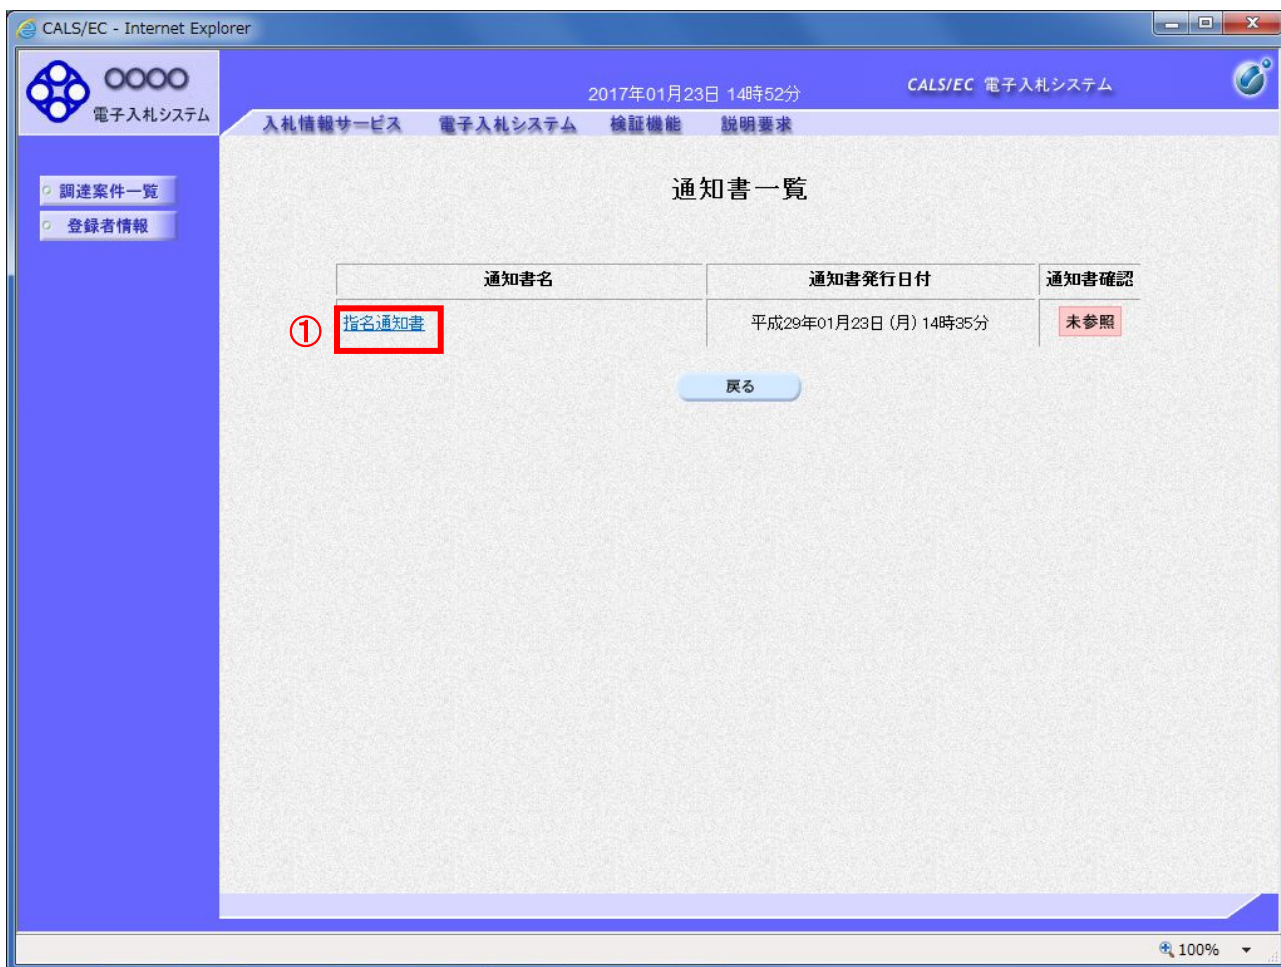 CALS/EC - Internet Explorer
〇〇〇〇
電子入札システム
2017年01月23日 14時52分
CALS/EC 電子入札システム
入札情報サービス 電子入札システム 検証機能 説明要求
調達案件一覧
登録者情報
通知書一覧
通知書名 通知書発行日付 通知書確認
① 指名通知書 平成29年01月23日(月) 14時35分 未参照
戻る
100%